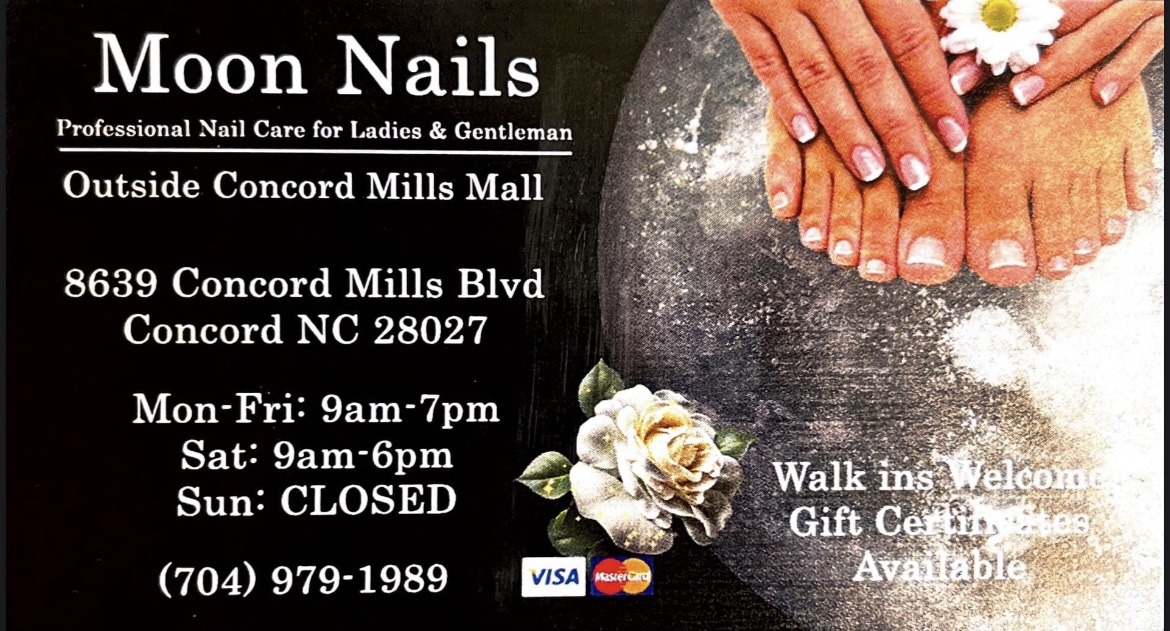 Moon Nails
Professional Nail Care for Ladies & Gentleman
Outside Concord Mills Mall
8639 Concord Mills Blvd
Concord NC 28027
Mon-Fri: 9am-7pm
Sat: 9am-6pm
Sun: CLOSED
(704) 979-1989
VISA
MasterCard
Walk ins Welcome
Gift Certificates
Available